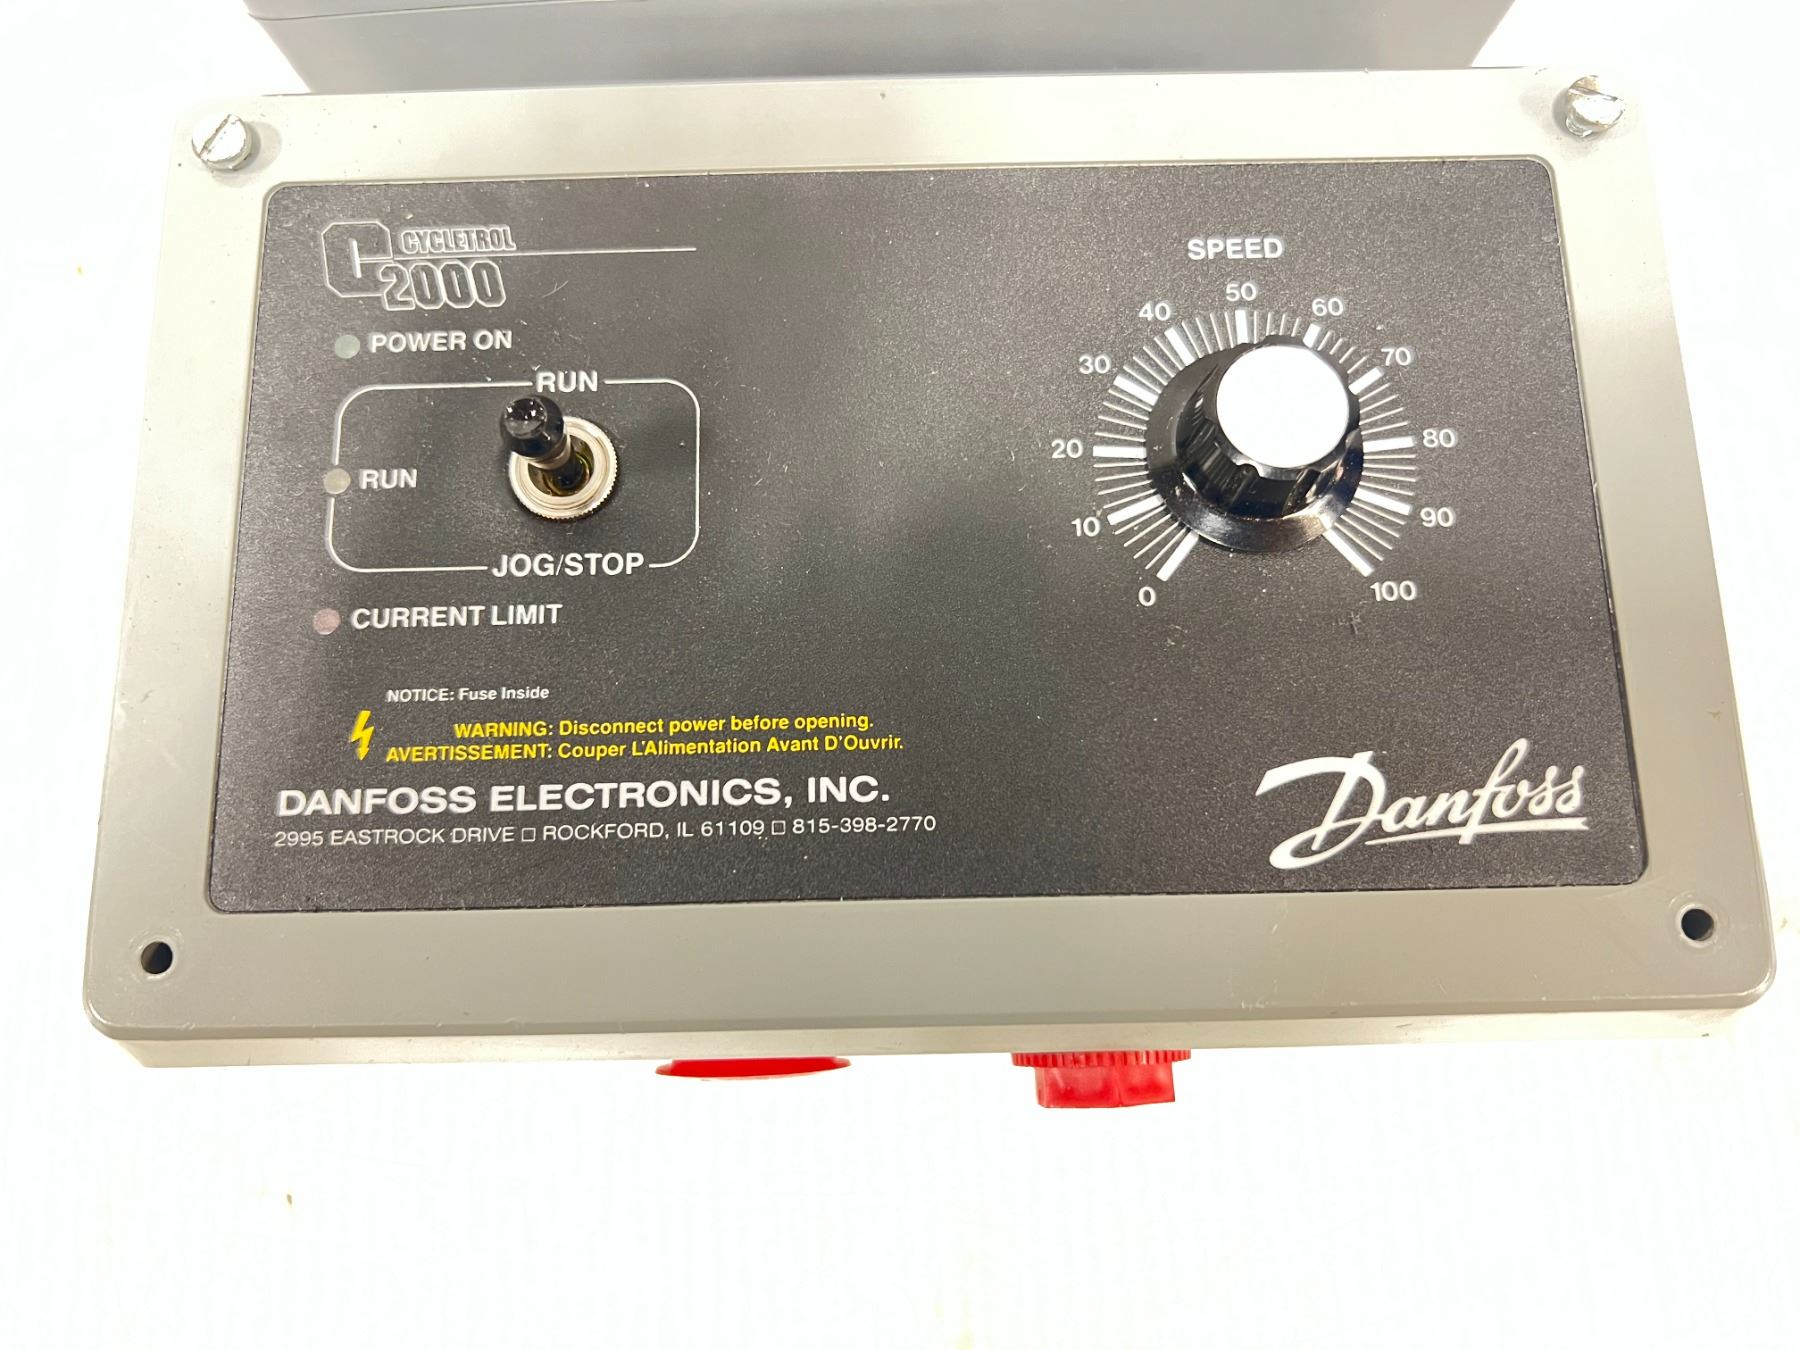 C CYCLETROL
2000
POWER ON
RUN
RUN
JOG/STOP
CURRENT LIMIT
NOTICE: Fuse Inside
WARNING: Disconnect power before opening.
AVERTISSEMENT: Couper L'Alimentation Avant D'Ouvrir.
DANFOSS ELECTRONICS, INC.
2995 EASTROCK DRIVE □ ROCKFORD, IL 61109 □ 815-398-2770
SPEED
0
10
20
30
40
50
60
70
80
90
100
Danfoss